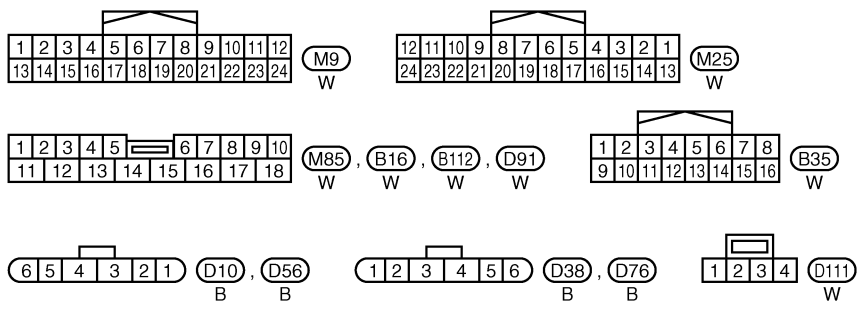 1 2 3 4 5 6 7 8 9 10 11 12 M9 12 11 10 9 8 7 6 5 4 3 2 1 M25
13 14 15 16 17 18 19 20 21 22 23 24 W 24 23 22 21 20 19 18 17 16 15 14 13 W
1 2 3 4 5 6 7 8 9 10 M85 , B16 , B112 , D91 1 2 3 4 5 6 7 8 B35
11 12 13 14 15 16 17 18 W W W W 9 10 11 12 13 14 15 16 W
6 5 4 3 2 1 D10 , D56 1 2 3 4 5 6 D38 , D76 1 2 3 4 D111
B B B B W